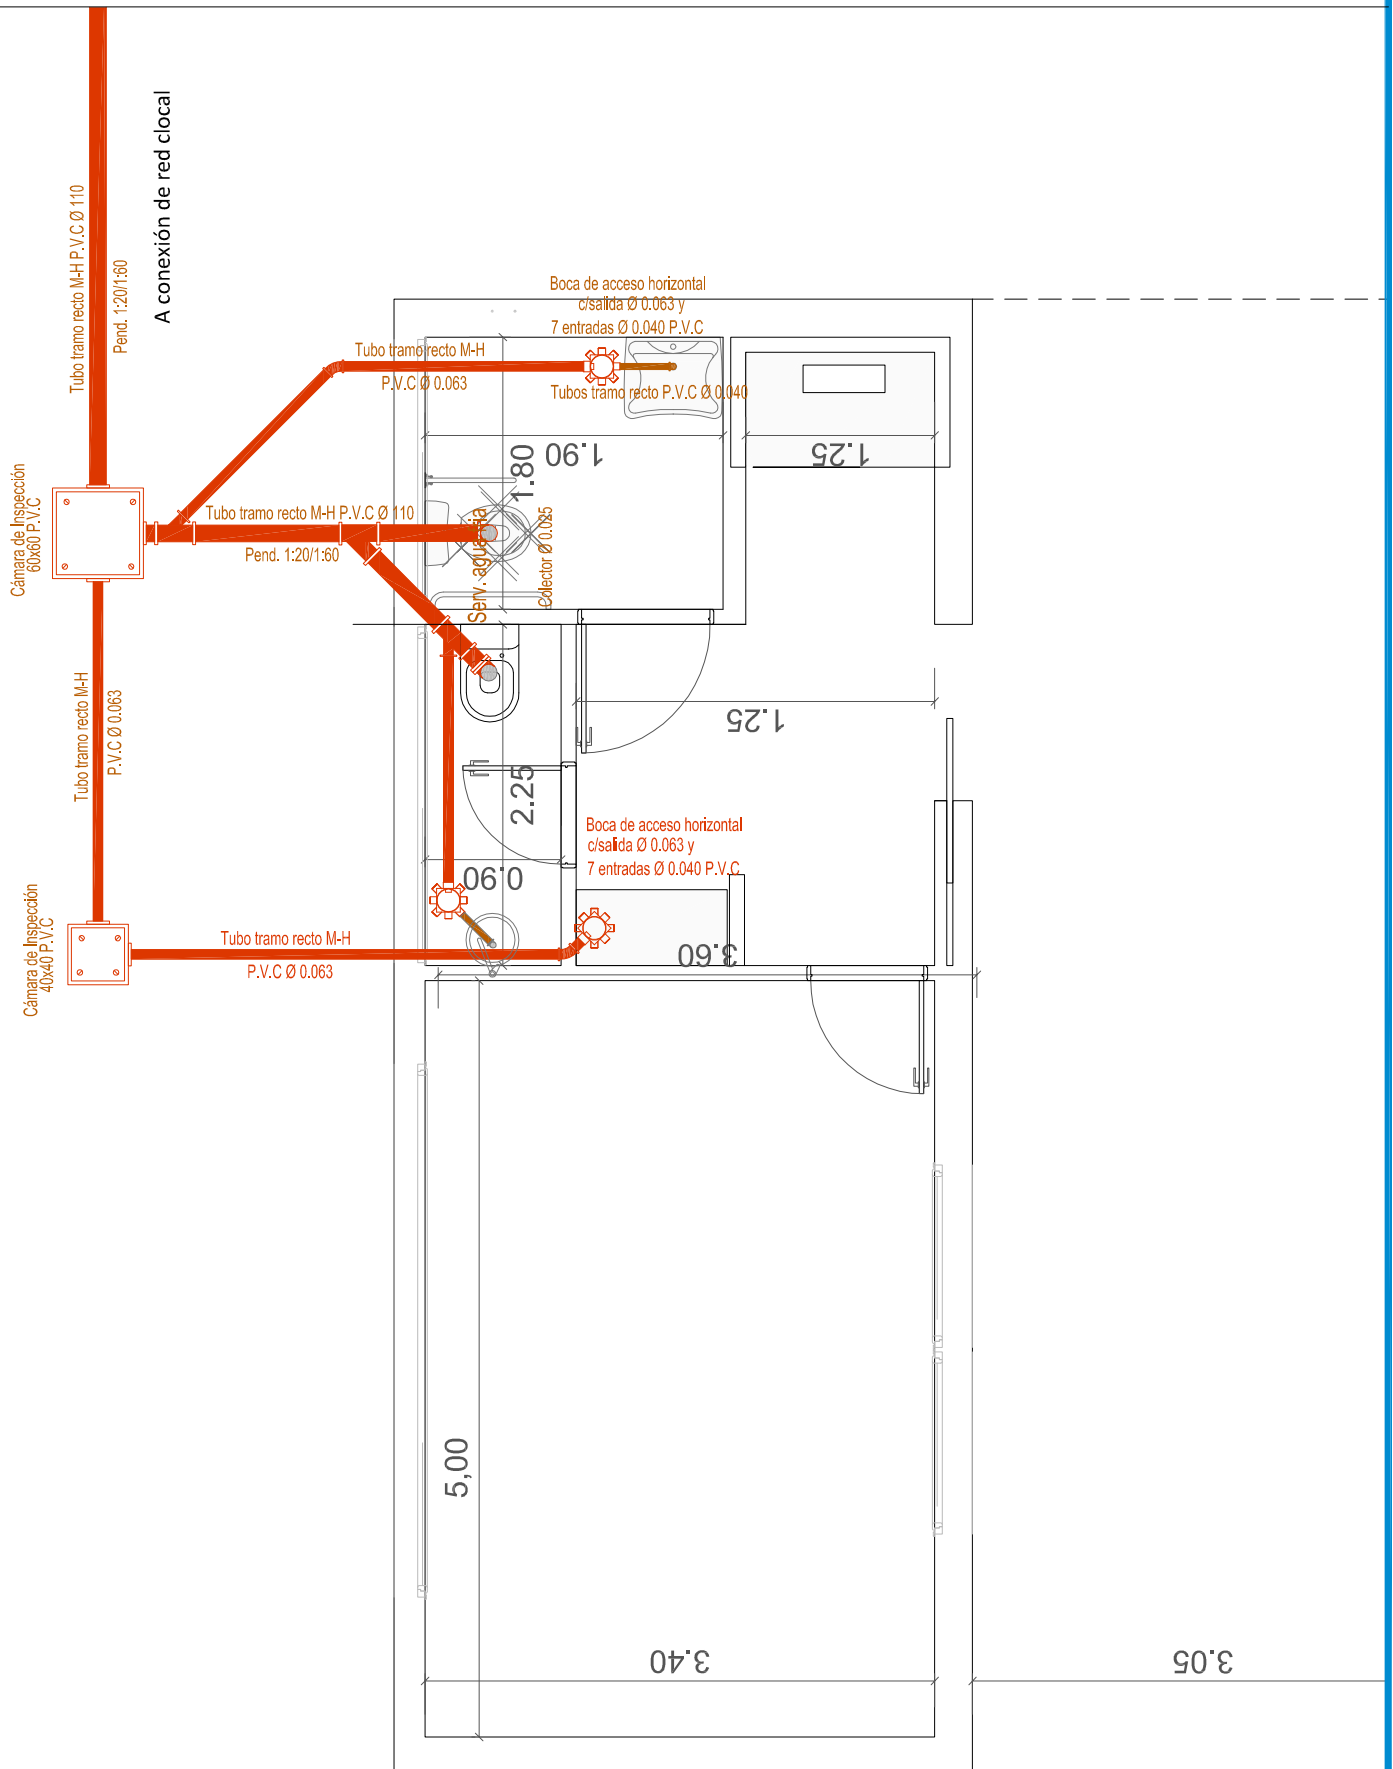 Tubo tramo recto M-H P.V.C Ø 110
Pend. 1:20/1:60
A conexión de red clocal
Boca de acceso horizontal
c/salida Ø 0.063 y
7 entradas Ø 0.040 P.V.C
Tubo tramo recto M-H
P.V.C Ø 0.063
Tubos tramo recto P.V.C Ø 0.040
1.90
1.80
1.25
Cámara de Inspección
60x60 P.V.C
Tubo tramo recto M-H P.V.C Ø 110
Pend. 1:20/1:60
Serv. agua fria
Colector Ø 0.025
Tubo tramo recto M-H
P.V.C Ø 0.063
1.25
2.25
Boca de acceso horizontal
c/salida Ø 0.063 y
7 entradas Ø 0.040 P.V.C
0.90
Cámara de Inspección
40x40 P.V.C
Tubo tramo recto M-H
P.V.C Ø 0.063
3.60
5,00
3.40
3.05